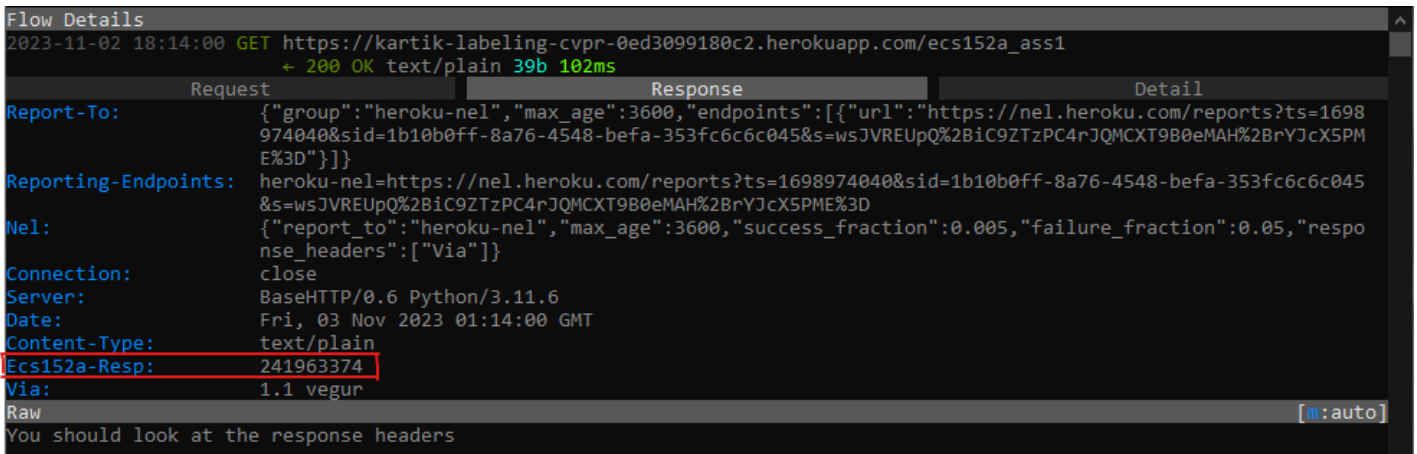 Flow Details
2023-11-02 18:14:00 GET https://kartik-labeling-cvpr-0ed3099180c2.herokuapp.com/ecs152a_ass1
← 200 OK text/plain 39b 102ms
Request Response Detail
Report-To: {"group":"heroku-nel","max_age":3600,"endpoints":[{"url":"https://nel.heroku.com/reports?ts=1698
974040&sid=1b10b0ff-8a76-4548-befa-353fc6c6c045&s=wsJVREUpQ%2BiC9ZTzPC4rJQMCXT9B0eMAH%2BrYJcX5PM
E%3D"}]}
Reporting-Endpoints: heroku-nel=https://nel.heroku.com/reports?ts=1698974040&sid=1b10b0ff-8a76-4548-befa-353fc6c6c045
&s=wsJVREUpQ%2BiC9ZTzPC4rJQMCXT9B0eMAH%2BrYJcX5PME%3D
Nel: {"report_to":"heroku-nel","max_age":3600,"success_fraction":0.005,"failure_fraction":0.05,"respo
nse_headers":["Via"]}
Connection: close
Server: BaseHTTP/0.6 Python/3.11.6
Date: Fri, 03 Nov 2023 01:14:00 GMT
Content-Type: text/plain
Ecs152a-Resp: 241963374
Via: 1.1 vegur
Raw [m:auto]
You should look at the response headers